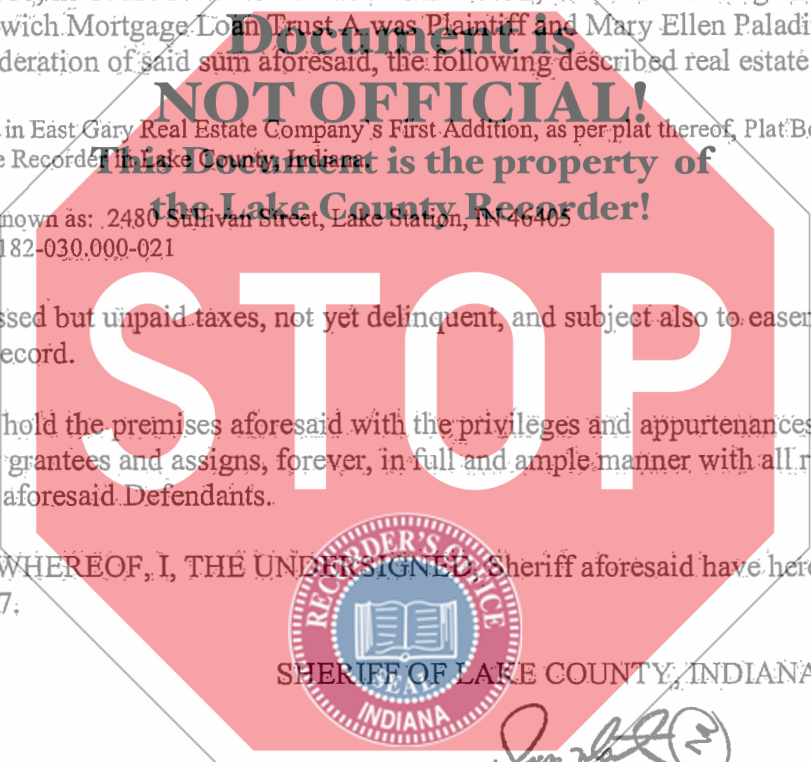 wich Mortgage Loan Trust A was Plaintiff and Mary Ellen Paladi
deration of said sum aforesaid, the following described real estate
Document is
NOT OFFICIAL!
This Document is the property of
the Lake County Recorder!
in East Gary Real Estate Company's First Addition, as per plat thereof, Plat Bo
e Recorder in Lake County, Indiana.
nown as: 2480 Sullivan Street, Lake Station, IN 46405
182-030.000-021
STOP
ssed but unpaid taxes, not yet delinquent, and subject also to easer
ecord.
hold the premises aforesaid with the privileges and appurtenances
grantees and assigns, forever, in full and ample manner with all r
aforesaid Defendants.
WHEREOF, I, THE UNDERSIGNED, Sheriff aforesaid have here
7.
RECORDER'S OFFICE
SEAL
INDIANA
SHERIFF OF LAKE COUNTY, INDIANA